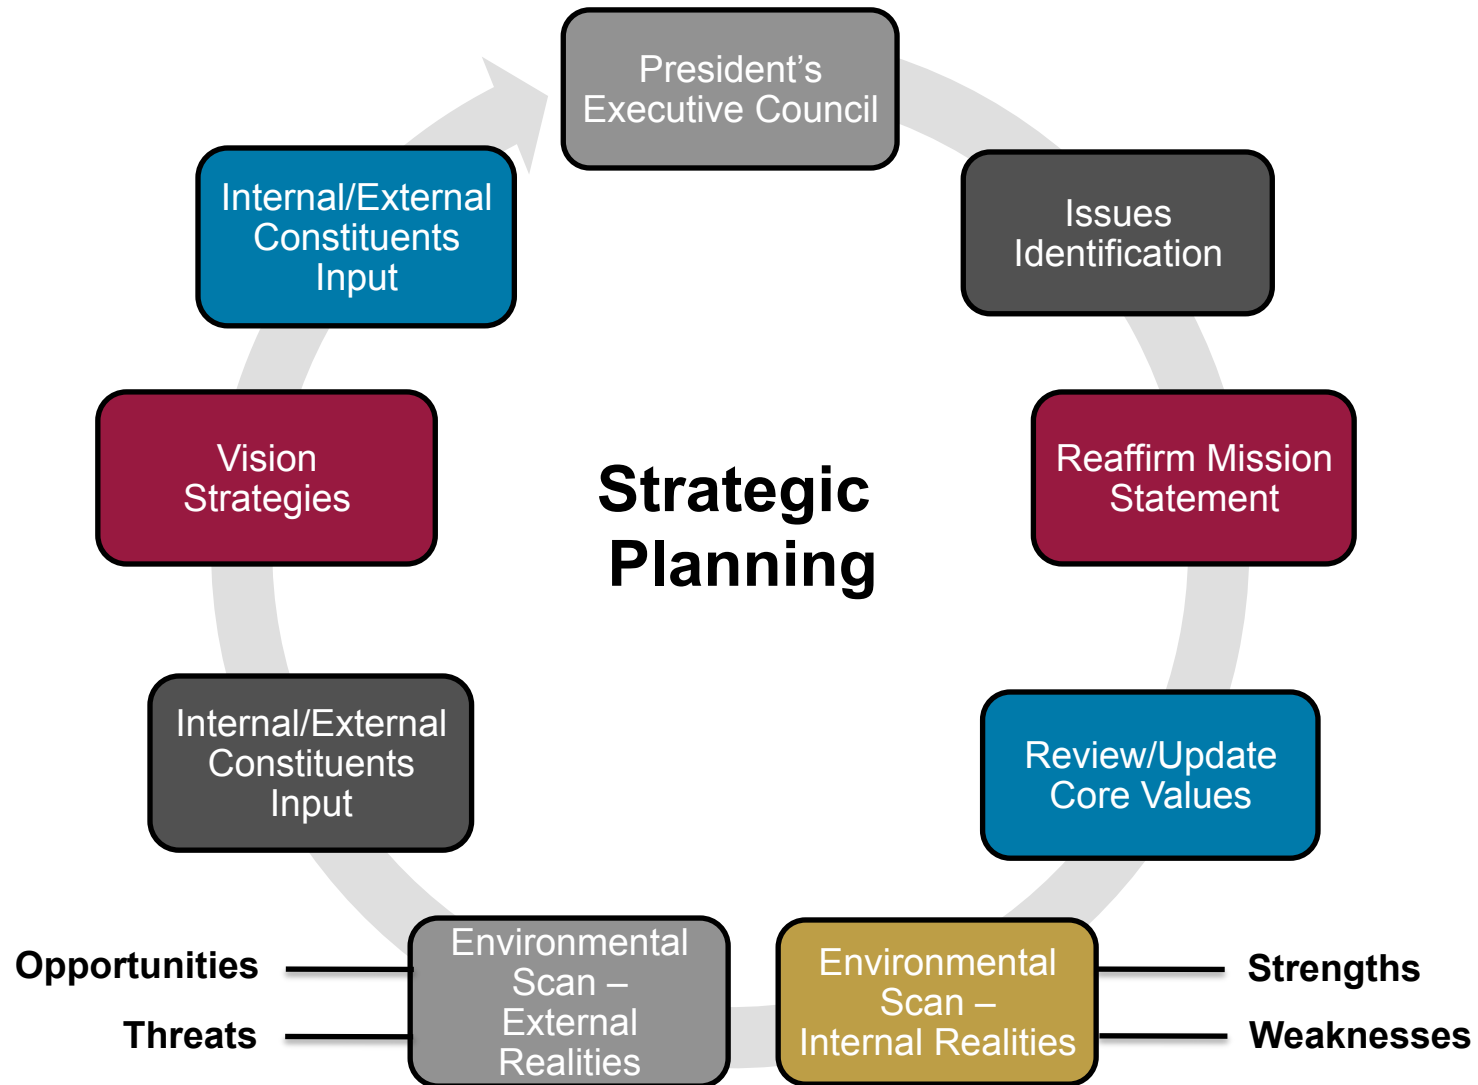 President’s
Executive Council
Issues
Identification
Reaffirm Mission
Statement
Review/Update
Core Values
Environmental
Scan –
Internal Realities
Strengths
Weaknesses
Environmental
Scan –
External
Realities
Opportunities
Threats
Internal/External
Constituents
Input
Vision
Strategies
Internal/External
Constituents
Input
Strategic
Planning